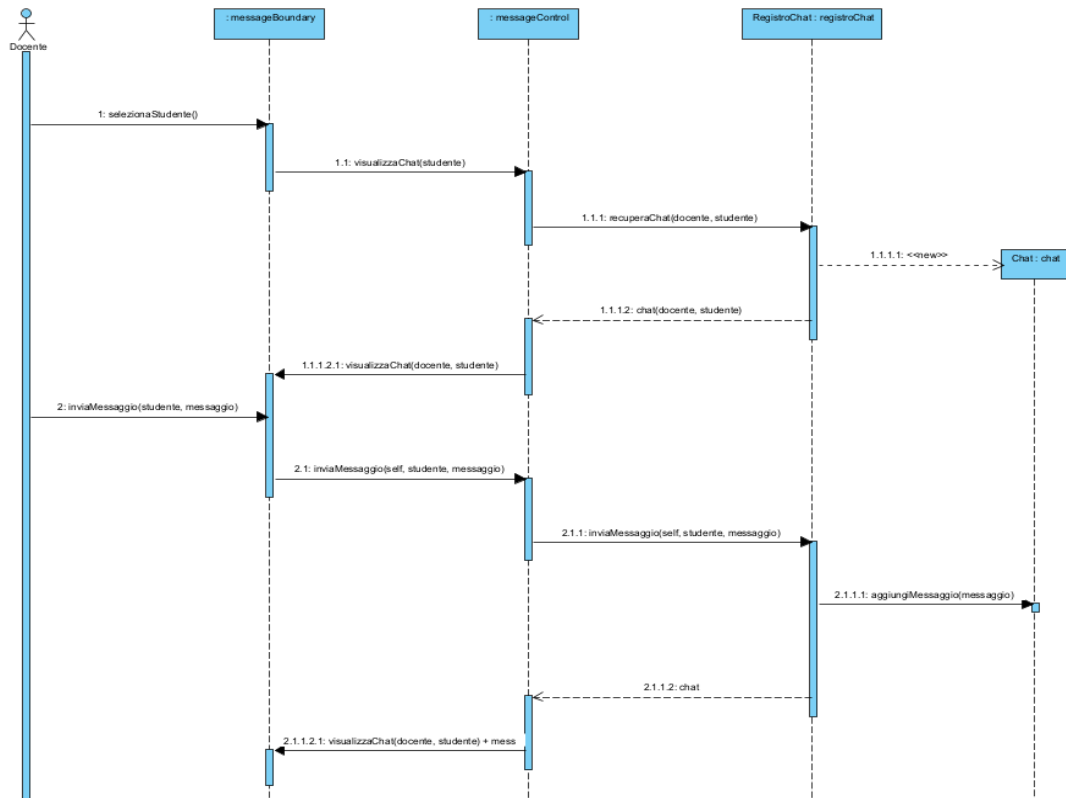 : messageBoundary
: messageControl
RegistroChat : registroChat
Docente
1: selezionaStudente()
1.1: visualizzaChat(studente)
1.1.1: recuperaChat(docente, studente)
1.1.1.1: <<new>>
Chat : chat
1.1.1.2: chat(docente, studente)
1.1.1.2.1: visualizzaChat(docente, studente)
2: inviaMessaggio(studente, messaggio)
2.1: inviaMessaggio(self, studente, messaggio)
2.1.1: inviaMessaggio(self, studente, messaggio)
2.1.1.1: aggiungiMessaggio(messaggio)
2.1.1.2: chat
2.1.1.2.1: visualizzaChat(docente, studente) + mess